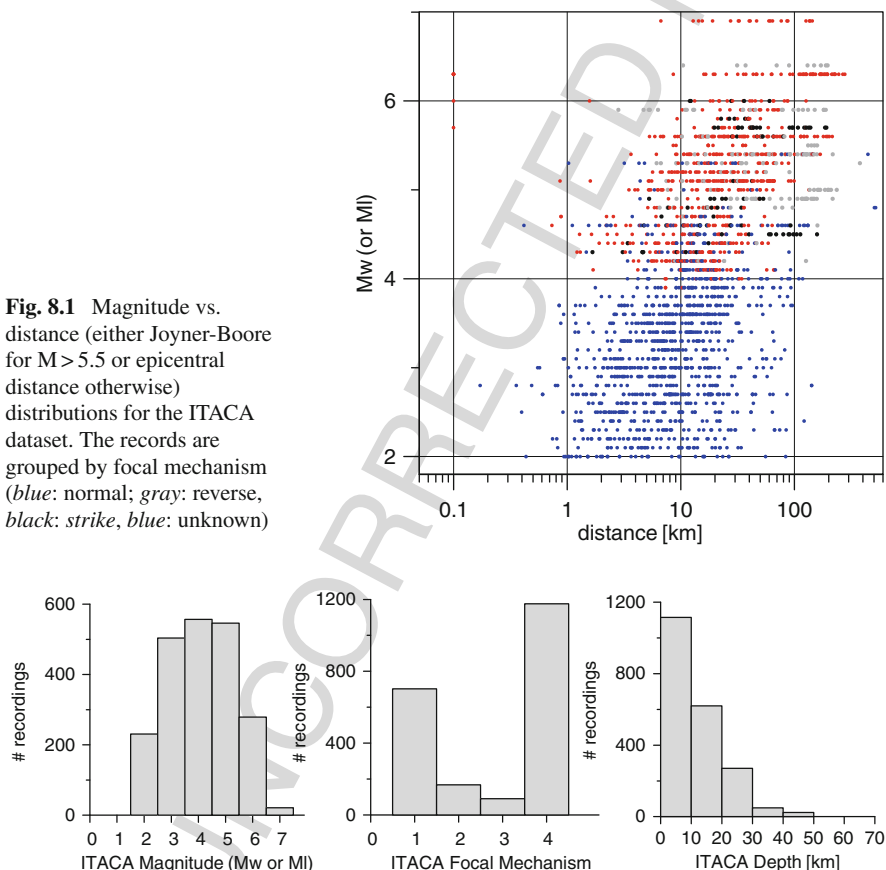 6
4
2
Mw (or Ml)
0.1 1 10 100
distance [km]
Fig. 8.1 Magnitude vs.
distance (either Joyner-Boore
for M > 5.5 or epicentral
distance otherwise)
distributions for the ITACA
dataset. The records are
grouped by focal mechanism
(blue: normal; gray: reverse,
black: strike, blue: unknown)
INCORRECTED
600
400
200
0
# recordings
0 1 2 3 4 5 6 7
ITACA Magnitude (Mw or Ml)
1200
800
400
0
# recordings
0 1 2 3 4
ITACA Focal Mechanism
1200
800
400
0
# recordings
0 10 20 30 40 50 60 70
ITACA Depth [km]